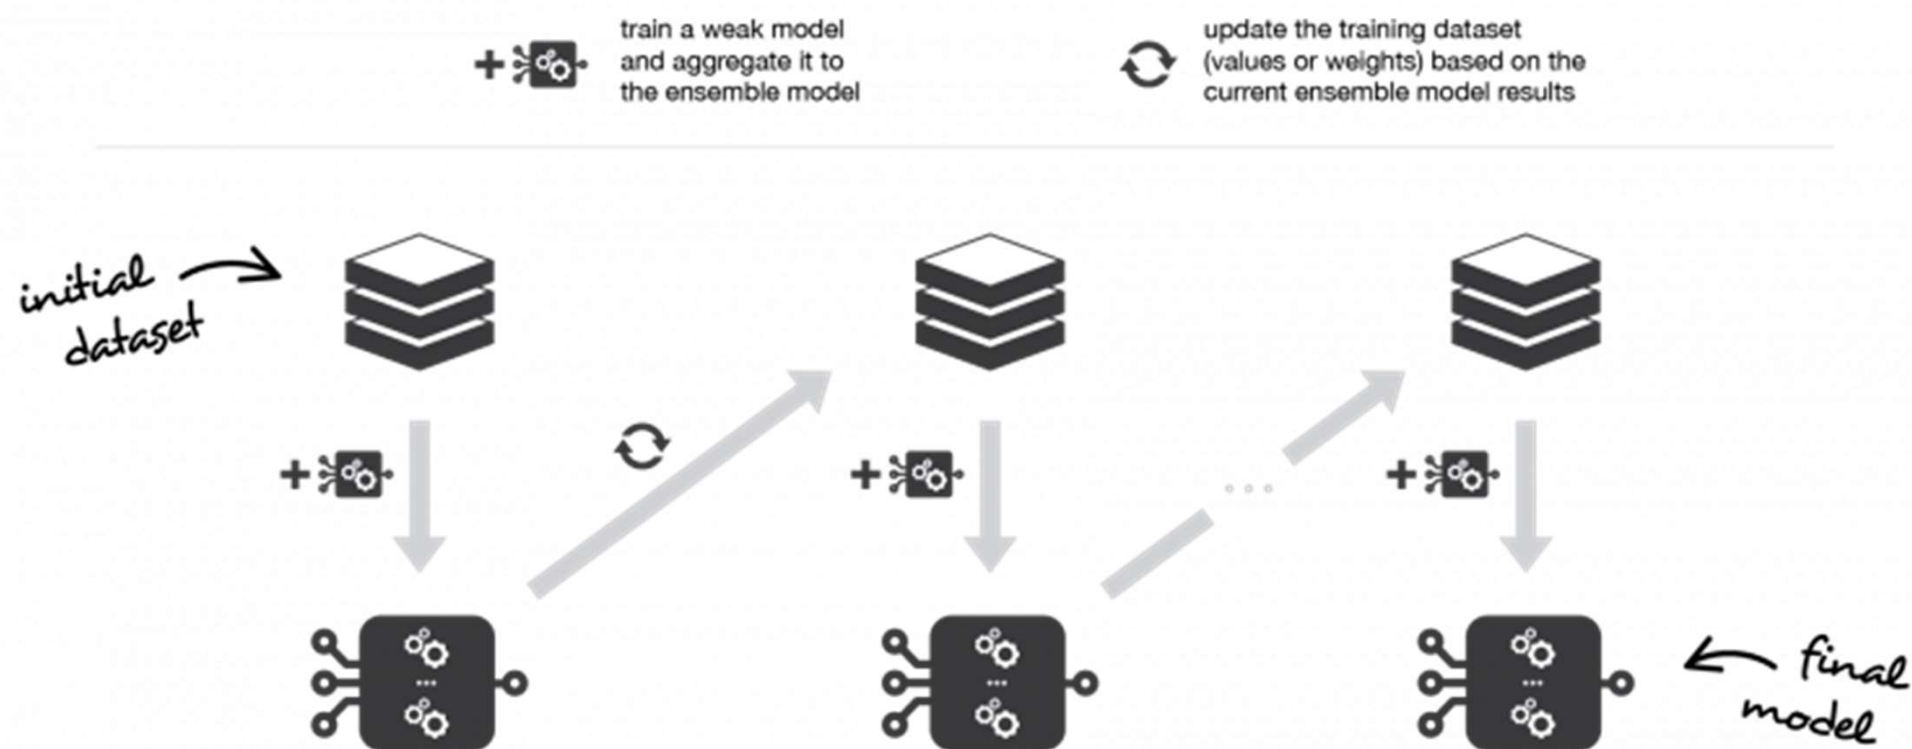 train a weak model
and aggregate it to
the ensemble model
update the training dataset
(values or weights) based on the
current ensemble model results
initial
dataset
final
model